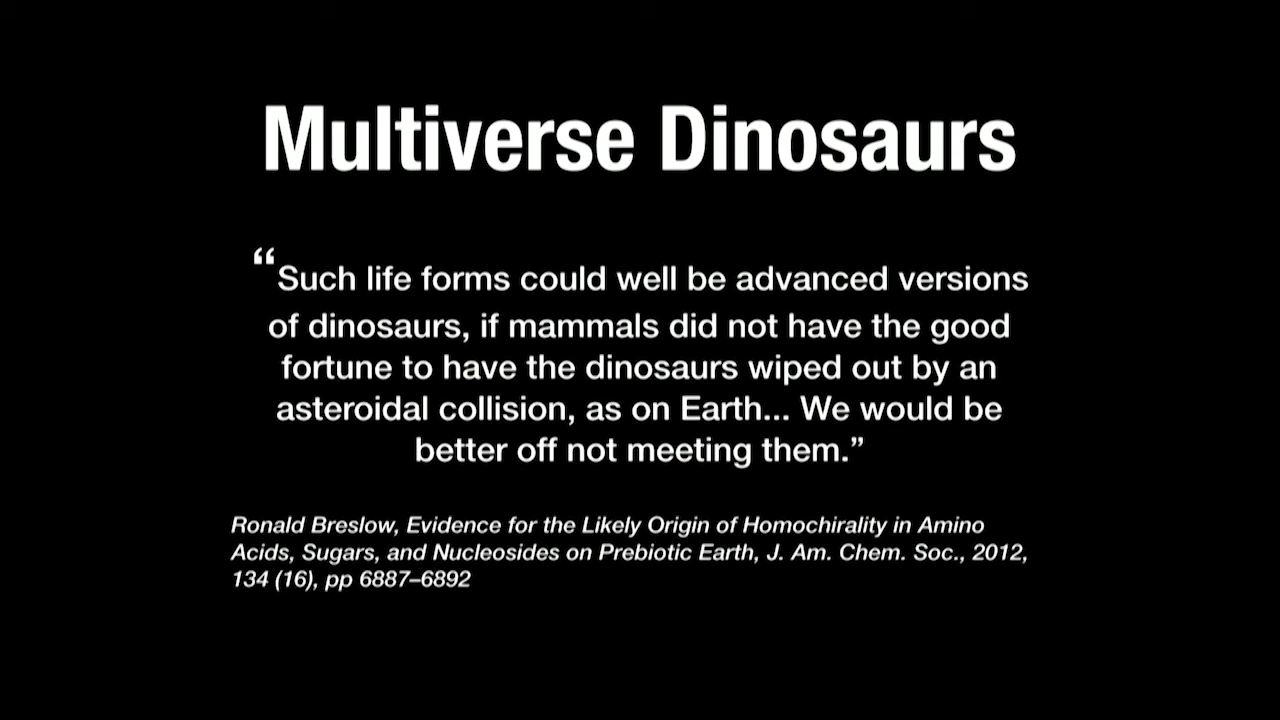 Multiverse Dinosaurs
“Such life forms could well be advanced versions
of dinosaurs, if mammals did not have the good
fortune to have the dinosaurs wiped out by an
asteroidal collision, as on Earth... We would be
better off not meeting them.”
Ronald Breslow, Evidence for the Likely Origin of Homochirality in Amino
Acids, Sugars, and Nucleosides on Prebiotic Earth, J. Am. Chem. Soc., 2012,
134 (16), pp 6887–6892